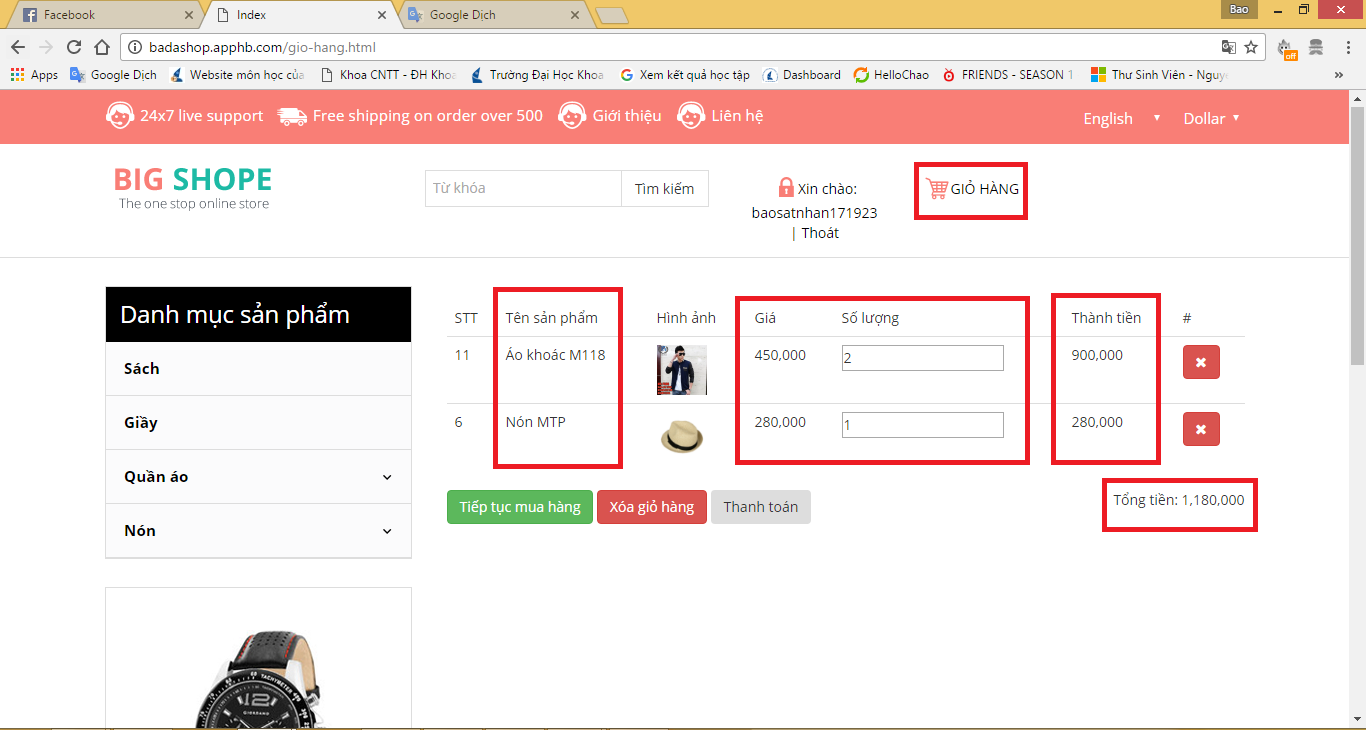 Facebook
Index
Google Dịch
Bao
badashop.apphb.com/gio-hang.html
Apps
Google Dịch
Website môn học củ
Khoa CNTT - ĐH Kho
Trường Đại Học Khoa
Xem kết quả học tập
Dashboard
HelloChao
FRIENDS - SEASON 1
Thư Sinh Viên - Nguy
off
24x7 live support
Free shipping on order over 500
Giới thiệu
Liên hệ
English
Dollar
BIG SHOPE
The one stop online store
Từ khóa
Tìm kiếm
Xin chào:
baosatnhan171923
| Thoát
GIỎ HÀNG
Danh mục sản phẩm
Sách
Giầy
Quần áo
Nón
STT Tên sản phẩm Hình ảnh Giá Số lượng Thành tiền #
11 Áo khoác M118 450,000 2 900,000
6 Nón MTP 280,000 1 280,000
Tổng tiền: 1,180,000
Tiếp tục mua hàng
Xóa giỏ hàng
Thanh toán
TACHYMETER
12
GIORDANO